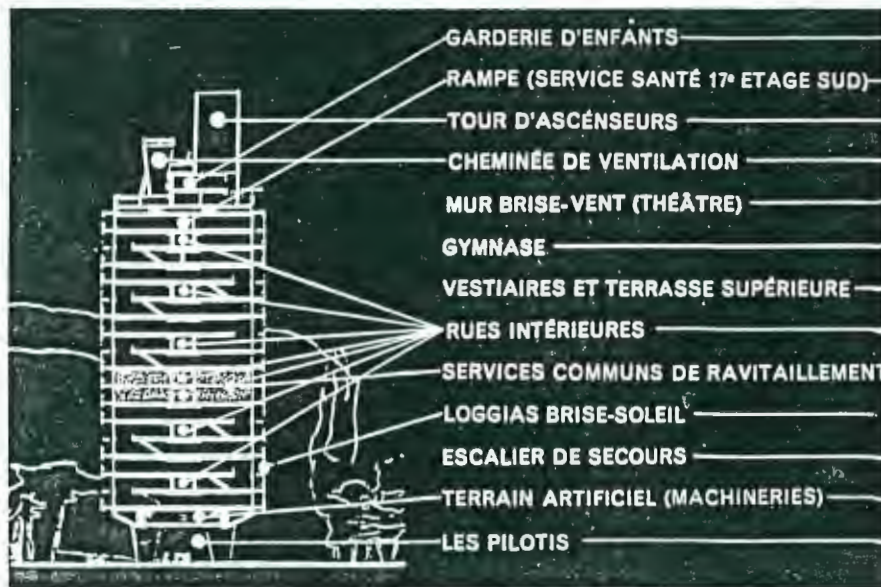 GARDERIE D'ENFANTS
RAMPE (SERVICE SANTÉ 17e ETAGE SUD)
TOUR D'ASCÉNSEURS
CHEMINÉE DE VENTILATION
MUR BRISE-VENT (THÉÂTRE)
GYMNASE
VESTIAIRES ET TERRASSE SUPÉRIEURE
RUES INTÉRIEURES
SERVICES COMMUNS DE RAVITAILLEMENT
LOGGIAS BRISE-SOLEIL
ESCALIER DE SECOURS
TERRAIN ARTIFICIEL (MACHINERIES)
LES PILOTIS